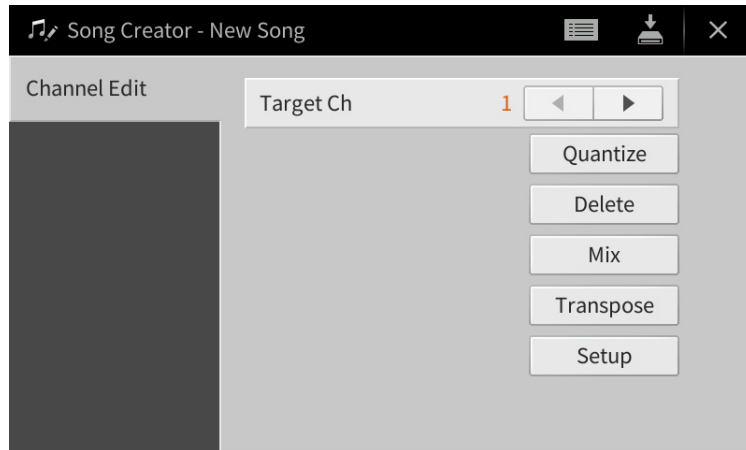 Song Creator - New Song
Channel Edit
Target Ch 1
Quantize
Delete
Mix
Transpose
Setup